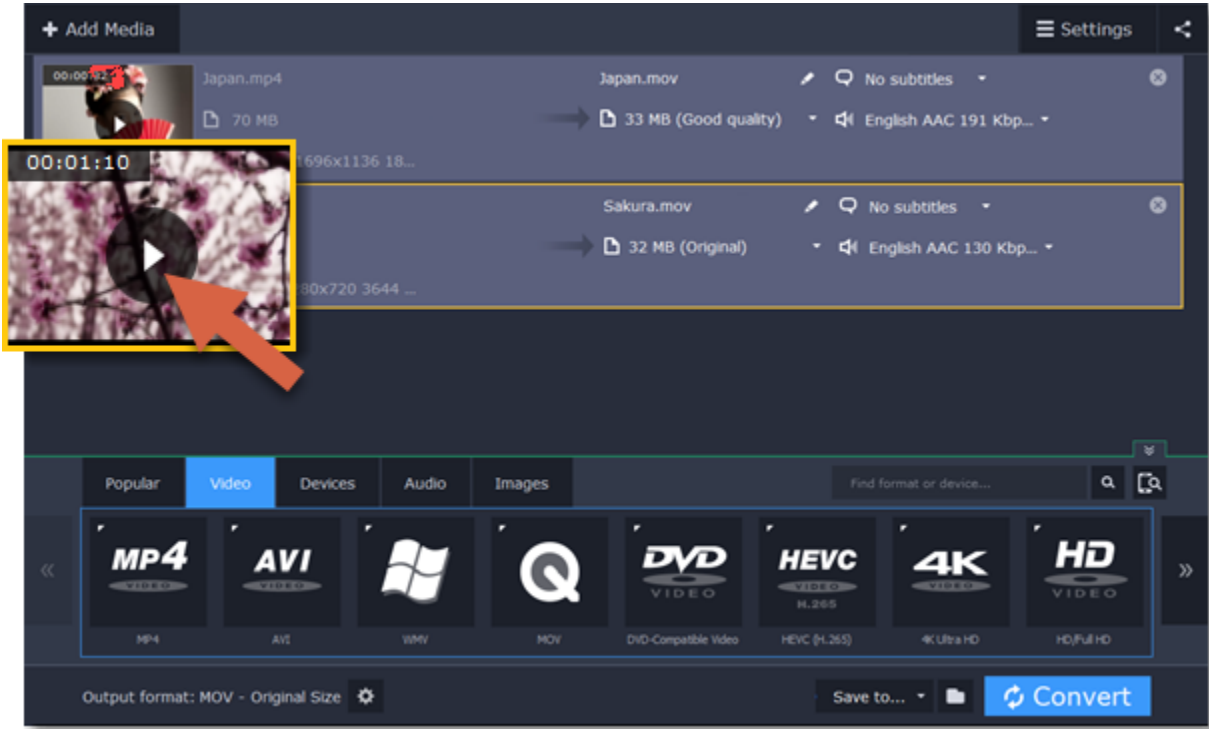 Add Media
Settings
00:00:32
Japan.mp4
Japan.mov
No subtitles
70 MB
33 MB (Good quality)
English AAC 191 Kbp...
1696x1136 18...
00:01:10
Sakura.mov
No subtitles
32 MB (Original)
English AAC 130 Kbp...
80x720 3644 ...
Popular
Video
Devices
Audio
Images
Find format or device...
MP4
VIDEO
AVI
VIDEO
DVD
VIDEO
HEVC
VIDEO
H.265
4K
VIDEO
HD
VIDEO
MP4
AVI
WMV
MOV
DVD-Compatible Video
HEVC (H.265)
4K Ultra HD
HD/Full HD
Output format: MOV - Original Size
Save to...
Convert